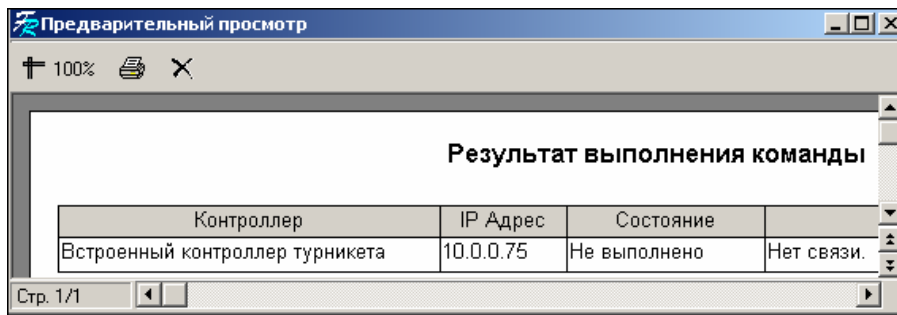 Предварительный просмотр
100%
Результат выполнения команды
Контроллер IP Адрес Состояние
Встроенный контроллер турникета 10.0.0.75 Не выполнено Нет связи.
Стр. 1/1